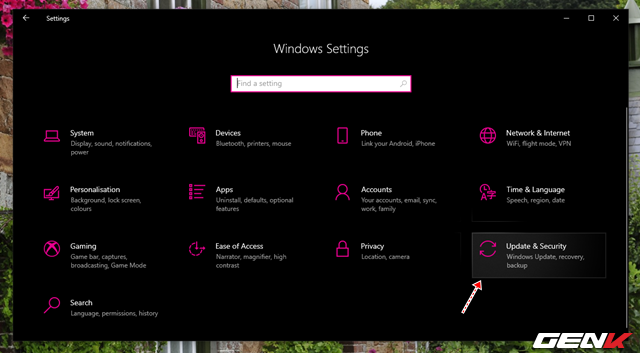 Settings
Windows Settings
Find a setting
System
Display, sound, notifications,
power
Devices
Bluetooth, printers, mouse
Phone
Link your Android, iPhone
Network & Internet
WiFi, flight mode, VPN
Personalisation
Background, lock screen,
colours
Apps
Uninstall, defaults, optional
features
Accounts
Your accounts, email, sync,
work, family
Time & Language
Speech, region, date
Gaming
Game bar, captures,
broadcasting, Game Mode
Ease of Access
Narrator, magnifier, high
contrast
Privacy
Location, camera
Update & Security
Windows Update, recovery,
backup
Search
Language, permissions, history
GENK